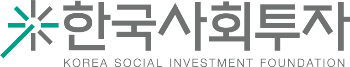 한국사회투자
KOREA SOCIAL INVESTMENT FOUNDATION